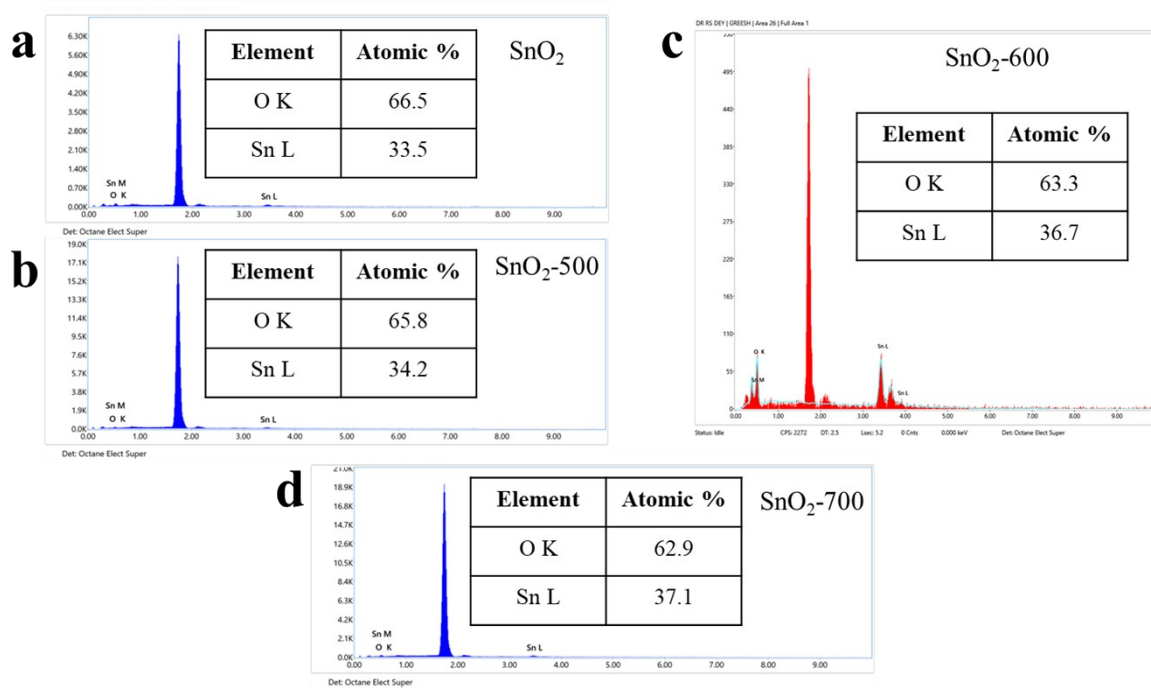 a
SnO2
Element Atomic %
O K 66.5
Sn L 33.5
6.30K
5.60K
4.90K
4.20K
3.50K
2.80K
2.10K
1.40K
0.70K
0.00K
Sn M
O K
Sn L
0.00 1.00 2.00 3.00 4.00 5.00 6.00 7.00 8.00 9.00
Det: Octane Elect Super
b
SnO2-500
Element Atomic %
O K 65.8
Sn L 34.2
19.0K
17.1K
15.2K
13.3K
11.4K
9.5K
7.6K
5.7K
3.8K
1.9K
0.0K
Sn M
O K
Sn L
0.00 1.00 2.00 3.00 4.00 5.00 6.00 7.00 8.00 9.00
Det: Octane Elect Super
c
DR RS DEY | GREESH | Area 26 | Full Area 1
SnO2-600
Element Atomic %
O K 63.3
Sn L 36.7
495
440
385
330
275
220
165
110
55
0
O K
Sn M
Sn L
Sn L
0.00 1.00 2.00 3.00 4.00 5.00 6.00 7.00 8.00 9.00
Status: Idle CPS: 2272 DT: 2.5 Lsec: 5.2 0 Cnts 0.000 keV Det: Octane Elect Super
d
SnO2-700
Element Atomic %
O K 62.9
Sn L 37.1
21.0K
18.9K
16.8K
14.7K
12.6K
10.5K
8.4K
6.3K
4.2K
2.1K
0.0K
Sn M
O K
Sn L
0.00 1.00 2.00 3.00 4.00 5.00 6.00 7.00 8.00 9.00
Det: Octane Elect Super